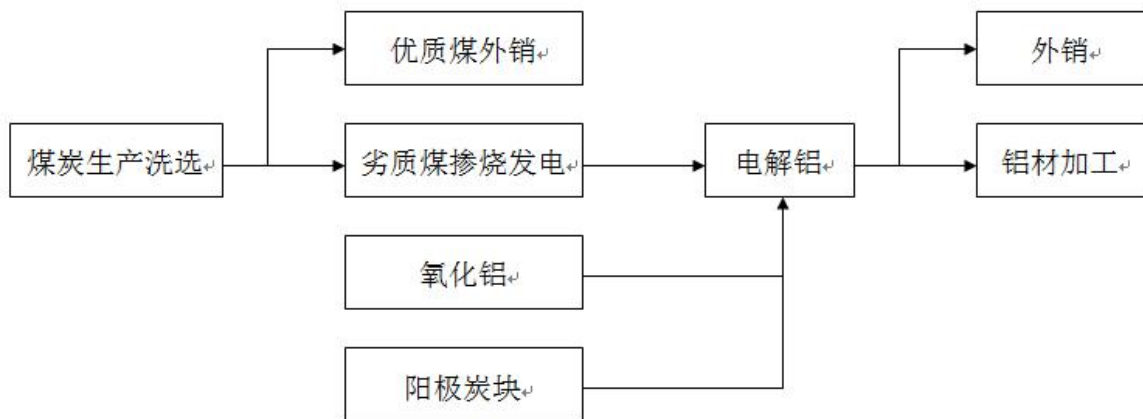 优质煤外销
外销
煤炭生产洗选
劣质煤掺烧发电
电解铝
铝材加工
氧化铝
阳极炭块